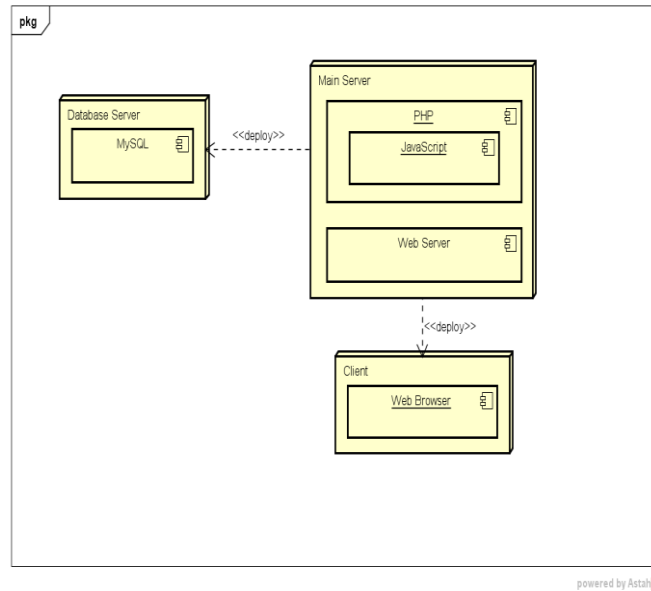 pkg
Main Server
PHP
JavaScript
Web Server
Database Server
MySQL
<<deploy>>
<<deploy>>
Client
Web Browser
powered by Astah